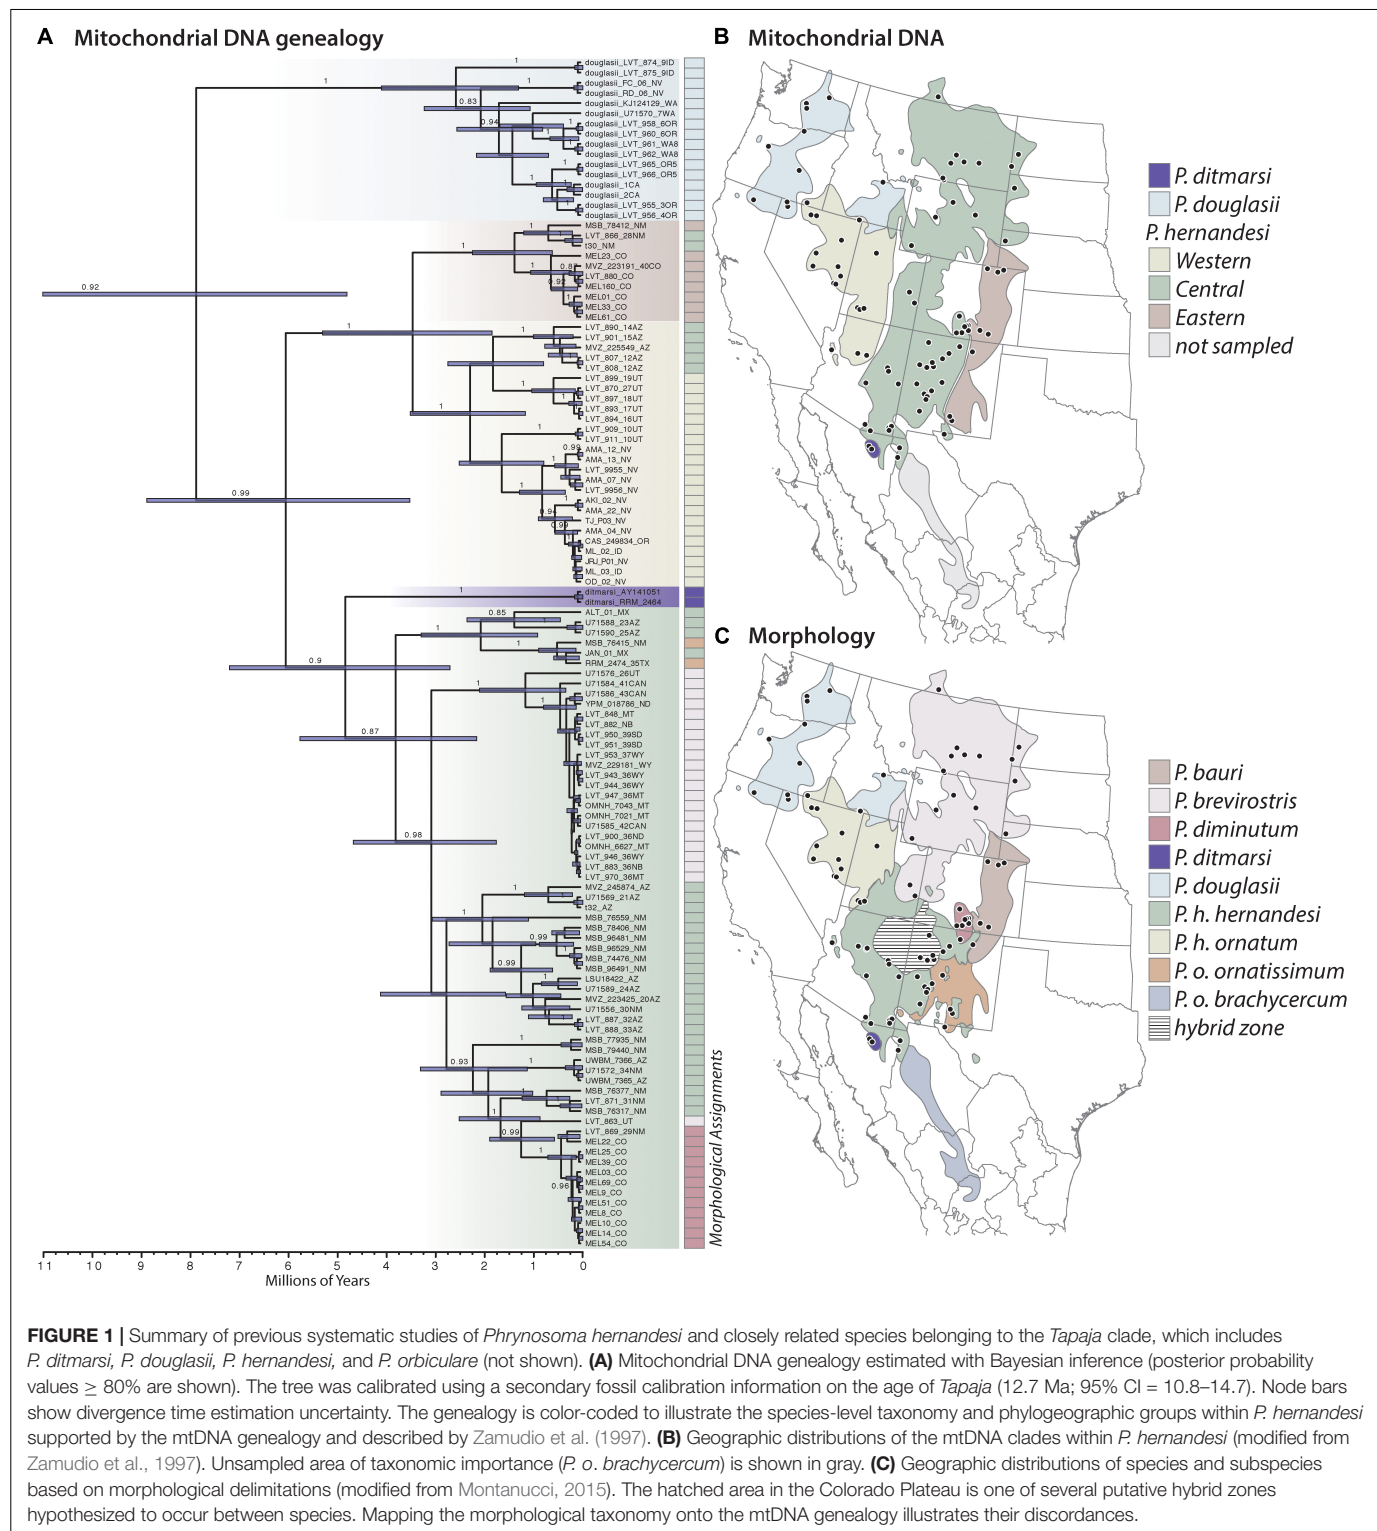 A Mitochondrial DNA genealogy
douglasii_LVT_874_9ID
douglasii_LVT_875_9ID
douglasii_FC_06_NV
douglasii_RD_06_NV
douglasii_KJ124129_WA
douglasii_U71570_7WA
douglasii_LVT_958_6OR
douglasii_LVT_960_6OR
douglasii_LVT_961_WA8
douglasii_LVT_962_WA8
douglasii_LVT_965_OR5
douglasii_LVT_966_OR5
douglasii_1CA
douglasii_2CA
douglasii_LVT_955_3OR
douglasii_LVT_956_4OR
MSB_78412_NM
LVT_866_28NM
t30_NM
MEL23_CO
MVZ_223191_40CO
LVT_880_CO
MEL160_CO
MEL01_CO
MEL33_CO
MEL61_CO
LVT_890_14AZ
LVT_901_15AZ
MVZ_225549_AZ
LVT_807_12AZ
LVT_808_12AZ
LVT_899_19UT
LVT_870_27UT
LVT_897_18UT
LVT_893_17UT
LVT_894_16UT
LVT_909_10UT
LVT_911_10UT
AMA_12_NV
AMA_13_NV
LVT_9955_NV
AMA_07_NV
LVT_9956_NV
AKI_02_NV
AMA_22_NV
TJ_P03_NV
AMA_04_NV
CAS_249834_OR
ML_02_ID
JRJ_P01_NV
ML_03_ID
OD_02_NV
ditmarsi_AY141051
ditmarsi_RRM_2464
ALT_01_MX
U71588_23AZ
U71590_25AZ
MSB_76415_NM
JAN_01_MX
RRM_2474_35TX
U71576_26UT
U71584_41CAN
U71586_43CAN
YPM_018786_ND
LVT_848_MT
LVT_882_NB
LVT_950_39SD
LVT_951_39SD
LVT_953_37WY
MVZ_229181_WY
LVT_943_36WY
LVT_944_36WY
LVT_947_36MT
OMNH_7043_MT
OMNH_7021_MT
U71585_42CAN
LVT_900_36ND
OMNH_6627_MT
LVT_946_36WY
LVT_883_36NB
LVT_970_36MT
MVZ_245874_AZ
U71569_21AZ
t32_AZ
MSB_76559_NM
MSB_78406_NM
MSB_96481_NM
MSB_96529_NM
MSB_74476_NM
MSB_96491_NM
LSU18422_AZ
U71589_24AZ
MVZ_223425_20AZ
U71556_30NM
LVT_887_32AZ
LVT_888_33AZ
MSB_77935_NM
MSB_79440_NM
UWBM_7366_AZ
U71572_34NM
UWBM_7365_AZ
MSB_76377_NM
LVT_871_31NM
MSB_76317_NM
LVT_863_UT
LVT_869_29NM
MEL22_CO
MEL25_CO
MEL39_CO
MEL03_CO
MEL69_CO
MEL9_CO
MEL51_CO
MEL8_CO
MEL10_CO
MEL14_CO
MEL54_CO
Morphological Assignments
11 10 9 8 7 6 5 4 3 2 1 0
Millions of Years
B Mitochondrial DNA
P. ditmarsi
P. douglasii
P. hernandesi
Western
Central
Eastern
not sampled
C Morphology
P. bauri
P. brevirostris
P. diminutum
P. ditmarsi
P. douglasii
P. h. hernandesi
P. h. ornatum
P. o. ornatissimum
P. o. brachycercum
hybrid zone
FIGURE 1 | Summary of previous systematic studies of Phrynosoma hernandesi and closely related species belonging to the Tapaja clade, which includes
P. ditmarsi, P. douglasii, P. hernandesi, and P. orbiculare (not shown). (A) Mitochondrial DNA genealogy estimated with Bayesian inference (posterior probability
values ≥ 80% are shown). The tree was calibrated using a secondary fossil calibration information on the age of Tapaja (12.7 Ma; 95% CI = 10.8–14.7). Node bars
show divergence time estimation uncertainty. The genealogy is color-coded to illustrate the species-level taxonomy and phylogeographic groups within P. hernandesi
supported by the mtDNA genealogy and described by Zamudio et al. (1997). (B) Geographic distributions of the mtDNA clades within P. hernandesi (modified from
Zamudio et al., 1997). Unsampled area of taxonomic importance (P. o. brachycercum) is shown in gray. (C) Geographic distributions of species and subspecies
based on morphological delimitations (modified from Montanucci, 2015). The hatched area in the Colorado Plateau is one of several putative hybrid zones
hypothesized to occur between species. Mapping the morphological taxonomy onto the mtDNA genealogy illustrates their discordances.